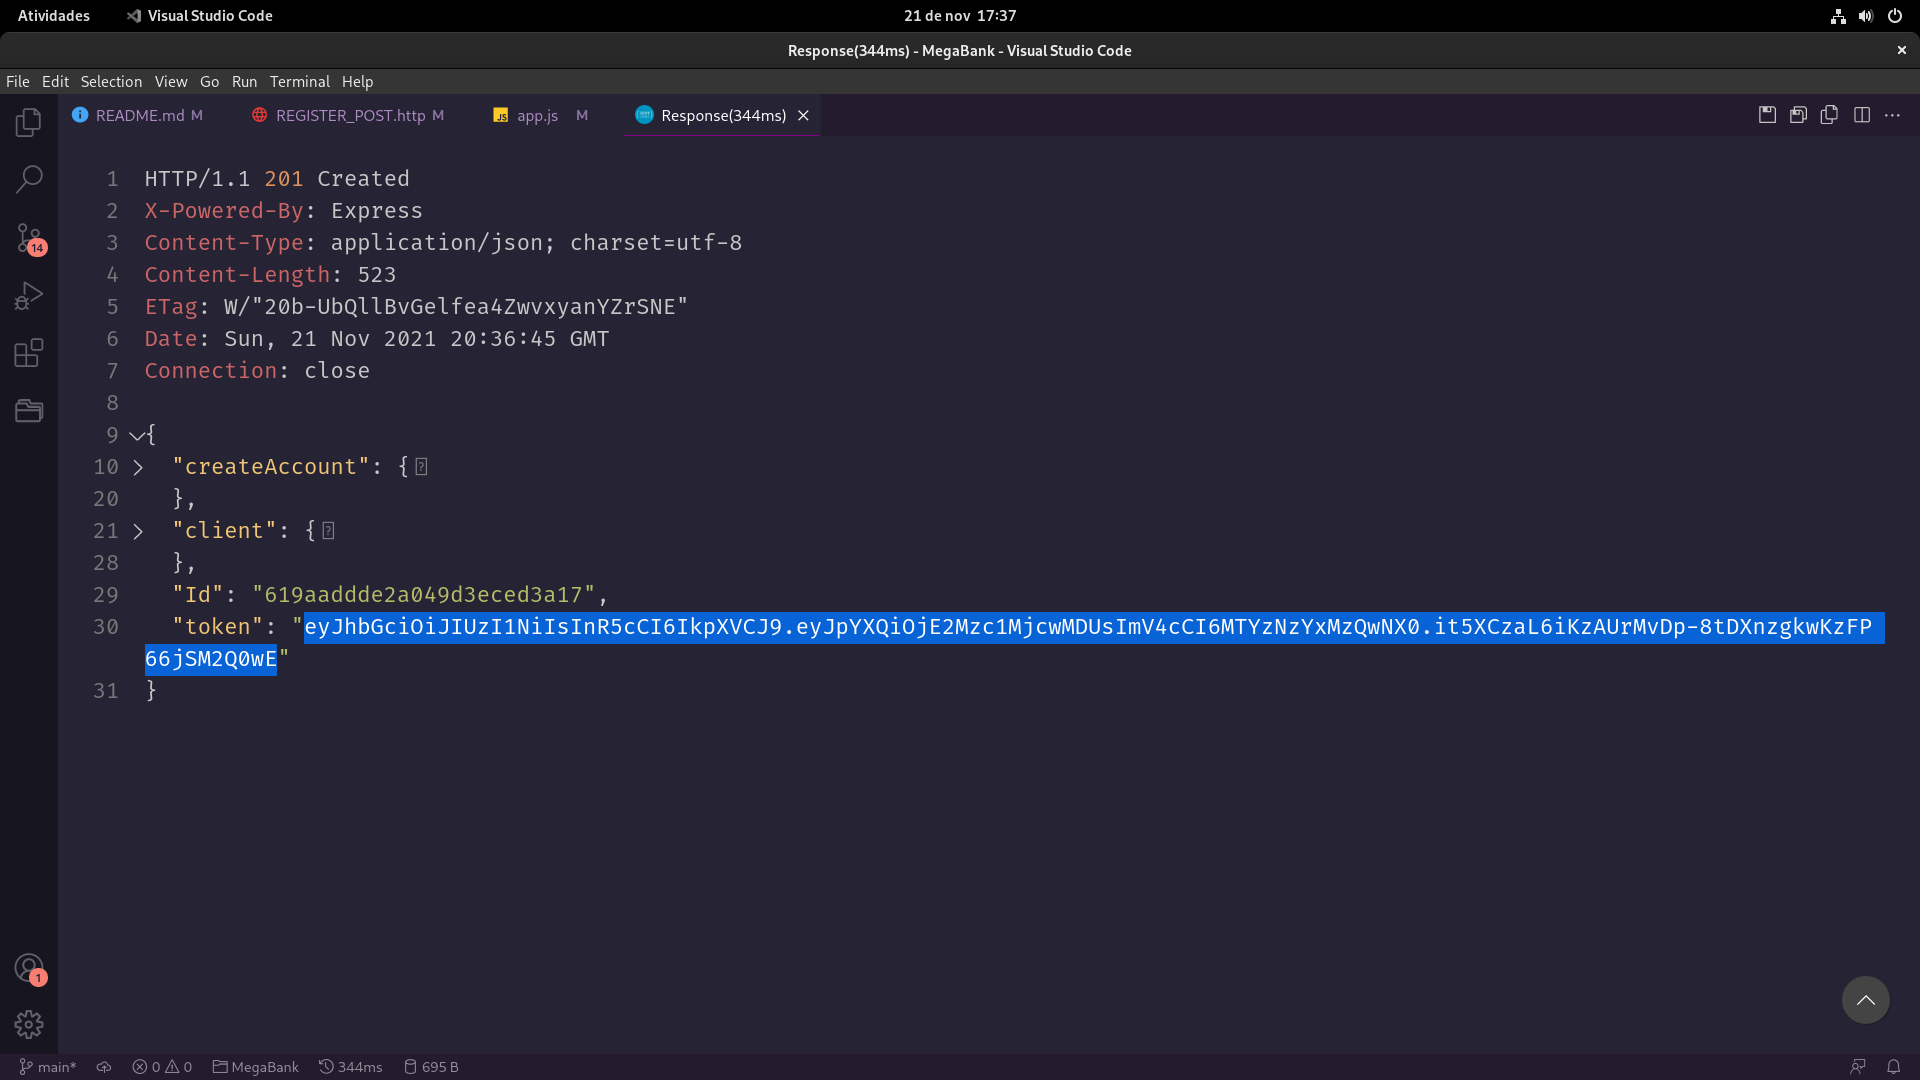 Atividades Visual Studio Code 21 de nov 17:37
Response(344ms) - MegaBank - Visual Studio Code
File Edit Selection View Go Run Terminal Help
README.md M REGISTER_POST.http M app.js M Response(344ms)
1 HTTP/1.1 201 Created
2 X-Powered-By: Express
3 Content-Type: application/json; charset=utf-8
4 Content-Length: 523
5 ETag: W/"20b-UbQllBvGelfea4ZwvxyanYZrSNE"
6 Date: Sun, 21 Nov 2021 20:36:45 GMT
7 Connection: close
8
9 {
10 "createAccount": {
20 },
21 "client": {
28 },
29 "Id": "619aaddde2a049d3eced3a17",
30 "token": "eyJhbGciOiJIUzI1NiIsInR5cCI6IkpXVCJ9.eyJpYXQiOjE2Mzc1MjcwMDUsImV4cCI6MTYzNzYxMzQwNX0.it5XCzaL6iKzAUrMvDp-8tDXnzgkwKzFP
66jSM2Q0wE"
31 }
14
1
main* 0 0 MegaBank 344ms 695 B